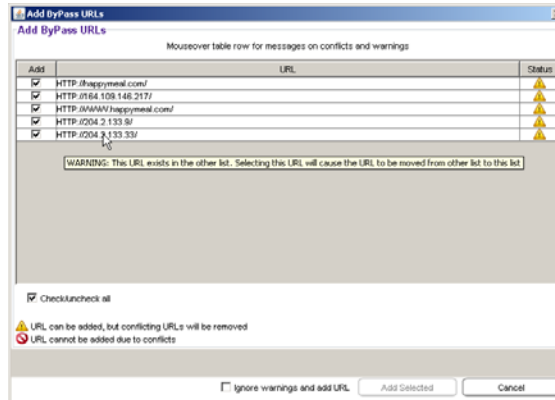 Add ByPass URLs
Add ByPass URLs
Mouseover table row for messages on conflicts and warnings
Add URL Status
HTTP://happymeal.com/
HTTP://164.109.146.217/
HTTP://WWW.happymeal.com/
HTTP://204.2.133.9/
HTTP://204.2.133.33/
WARNING: This URL exists in the other list. Selecting this URL will cause the URL to be moved from other list to this list
Check/uncheck all
URL can be added, but conflicting URLs will be removed
URL cannot be added due to conflicts
Ignore warnings and add URL Add Selected Cancel